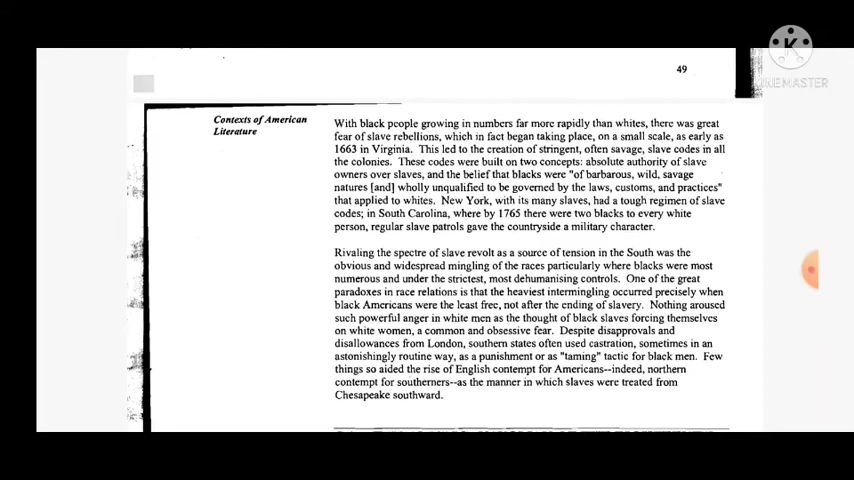 KINEMASTER
49
Contexts of American
Literature
With black people growing in numbers far more rapidly than whites, there was great
fear of slave rebellions, which in fact began taking place, on a small scale, as early as
1663 in Virginia. This led to the creation of stringent, often savage, slave codes in all
the colonies. These codes were built on two concepts: absolute authority of slave
owners over slaves, and the belief that blacks were "of barbarous, wild, savage
natures [and] wholly unqualified to be governed by the laws, customs, and practices"
that applied to whites. New York, with its many slaves, had a tough regimen of slave
codes; in South Carolina, where by 1765 there were two blacks to every white
person, regular slave patrols gave the countryside a military character.
Rivaling the spectre of slave revolt as a source of tension in the South was the
obvious and widespread mingling of the races particularly where blacks were most
numerous and under the strictest, most dehumanising controls. One of the great
paradoxes in race relations is that the heaviest intermingling occurred precisely when
black Americans were the least free, not after the ending of slavery. Nothing aroused
such powerful anger in white men as the thought of black slaves forcing themselves
on white women, a common and obsessive fear. Despite disapprovals and
disallowances from London, southern states often used castration, sometimes in an
astonishingly routine way, as a punishment or as "taming" tactic for black men. Few
things so aided the rise of English contempt for Americans--indeed, northern
contempt for southerners--as the manner in which slaves were treated from
Chesapeake southward.